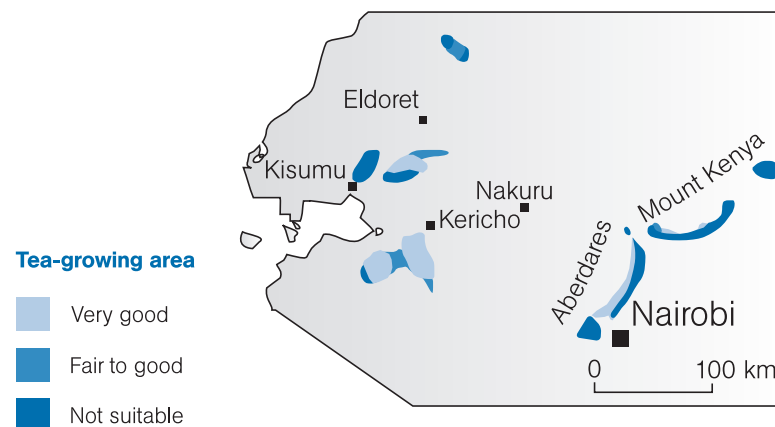 Eldoret
Kisumu
Nakuru
Kericho
Mount Kenya
Aberdares
Nairobi
0 100 km
Tea-growing area
Very good
Fair to good
Not suitable